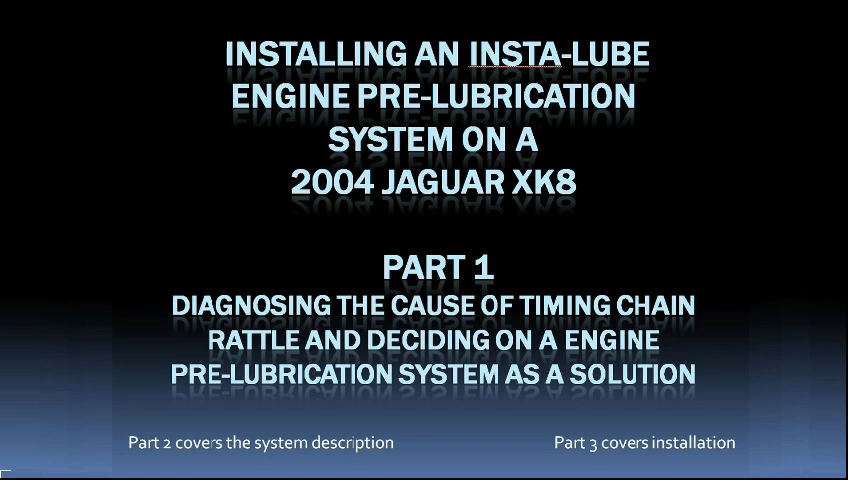 INSTALLING AN INSTA-LUBE
ENGINE PRE-LUBRICATION
SYSTEM ON A
2004 JAGUAR XK8
PART 1
DIAGNOSING THE CAUSE OF TIMING CHAIN
RATTLE AND DECIDING ON A ENGINE
PRE-LUBRICATION SYSTEM AS A SOLUTION
Part 2 covers the system description Part 3 covers installation